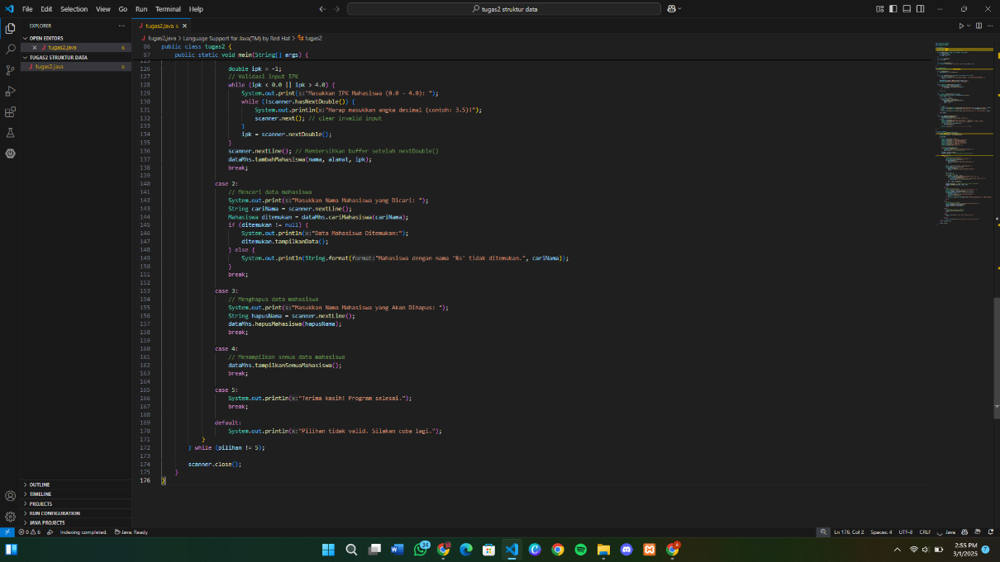 File Edit Selection View Go Run Terminal Help
tugas2 struktur data
EXPLORER
OPEN EDITORS
tugas2.java 6
TUGAS2 STRUKTUR DATA
tugas2.java 6
OUTLINE
TIMELINE
PROJECTS
RUN CONFIGURATION
JAVA PROJECTS
tugas2.java 6
tugas2.java > Language Support for Java(TM) by Red Hat > tugas2
86 public class tugas2 {
87 public static void main(String[] args) {
126 double ipk = -1;
127 // Validasi input IPK
128 while (ipk < 0.0 || ipk > 4.0) {
129 System.out.print(s:"Masukkan IPK Mahasiswa (0.0 - 4.0): ");
130 while (!scanner.hasNextDouble()) {
131 System.out.println(x:"Harap masukkan angka desimal (contoh: 3.5)!");
132 scanner.next(); // clear invalid input
133 }
134 ipk = scanner.nextDouble();
135 }
136 scanner.nextLine(); // Membersihkan buffer setelah nextDouble()
137 dataMhs.tambahMahasiswa(nama, alamat, ipk);
138 break;
139
140 case 2:
141 // Mencari data mahasiswa
142 System.out.print(s:"Masukkan Nama Mahasiswa yang Dicari: ");
143 String cariNama = scanner.nextLine();
144 Mahasiswa ditemukan = dataMhs.cariMahasiswa(cariNama);
145 if (ditemukan != null) {
146 System.out.println(x:"Data Mahasiswa Ditemukan:");
147 ditemukan.tampilkanData();
148 } else {
149 System.out.println(String.format(format:"Mahasiswa dengan nama '%s' tidak ditemukan.", cariNama));
150 }
151 break;
152
153 case 3:
154 // Menghapus data mahasiswa
155 System.out.print(s:"Masukkan Nama Mahasiswa yang Akan Dihapus: ");
156 String hapusNama = scanner.nextLine();
157 dataMhs.hapusMahasiswa(hapusNama);
158 break;
159
160 case 4:
161 // Menampilkan semua data mahasiswa
162 dataMhs.tampilkanSemuaMahasiswa();
163 break;
164
165 case 5:
166 System.out.println(x:"Terima kasih! Program selesai.");
167 break;
168
169 default:
170 System.out.println(x:"Pilihan tidak valid. Silakan coba lagi.");
171 }
172 } while (pilihan != 5);
173
174 scanner.close();
175 }
176 }
0 6 Indexing completed. Java: Ready
Ln 176, Col 2 Spaces: 4 UTF-8 CRLF Java
34
2:55 PM
3/1/2025
7